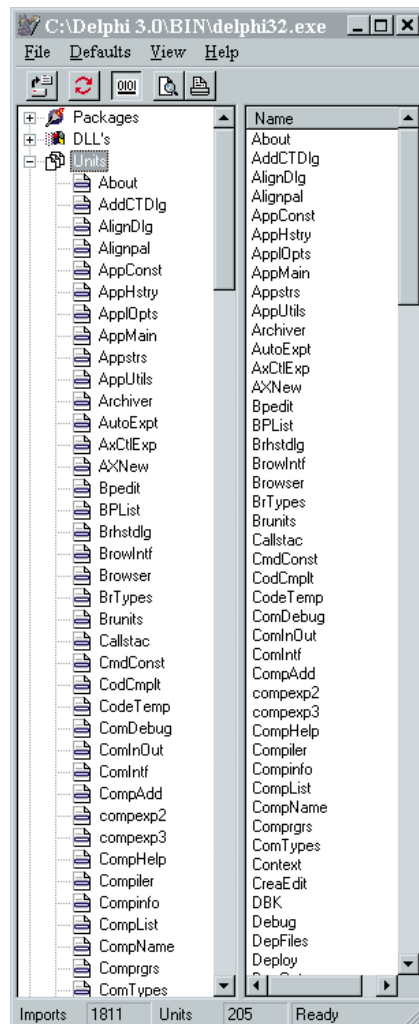 C:\Delphi 3.0\BIN\delphi32.exe
File Defaults View Help
Packages
DLL's
Units
About
AddCTDlg
AlignDlg
Alignpal
AppConst
AppHstry
ApplOpts
AppMain
Appstrs
AppUtils
Archiver
AutoExpt
AxCtlExp
AXNew
Bpedit
BPList
Brhstdlg
BrowIntf
Browser
BrTypes
Brunits
Callstac
CmdConst
CodCmplt
CodeTemp
ComDebug
ComInOut
ComIntf
CompAdd
compexp2
compexp3
CompHelp
Compiler
Compinfo
CompList
CompName
Comprgrs
ComTypes
Name
About
AddCTDlg
AlignDlg
Alignpal
AppConst
AppHstry
ApplOpts
AppMain
Appstrs
AppUtils
Archiver
AutoExpt
AxCtlExp
AXNew
Bpedit
BPList
Brhstdlg
BrowIntf
Browser
BrTypes
Brunits
Callstac
CmdConst
CodCmplt
CodeTemp
ComDebug
ComInOut
ComIntf
CompAdd
compexp2
compexp3
CompHelp
Compiler
Compinfo
CompList
CompName
Comprgrs
ComTypes
Context
CreaEdit
DBK
Debug
DepFiles
Deploy
Imports 1811 Units 205 Ready